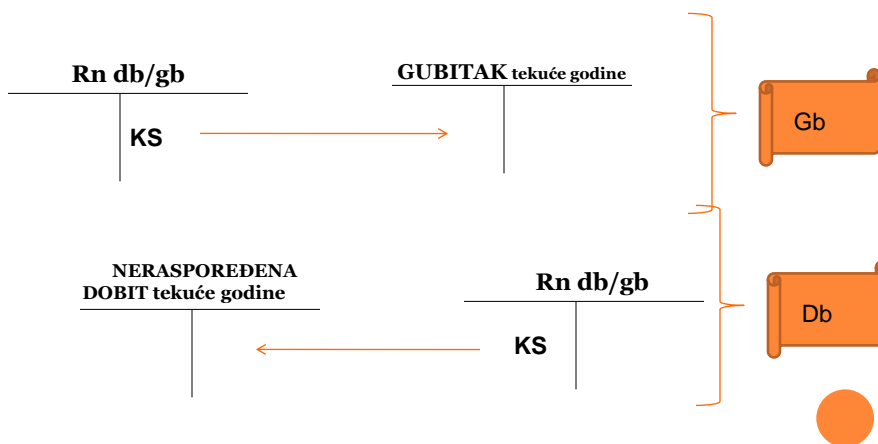 Rn db/gb
GUBITAK tekuće godine
KS
Gb
NERASPOREĐENA
DOBIT tekuće godine
Rn db/gb
KS
Db